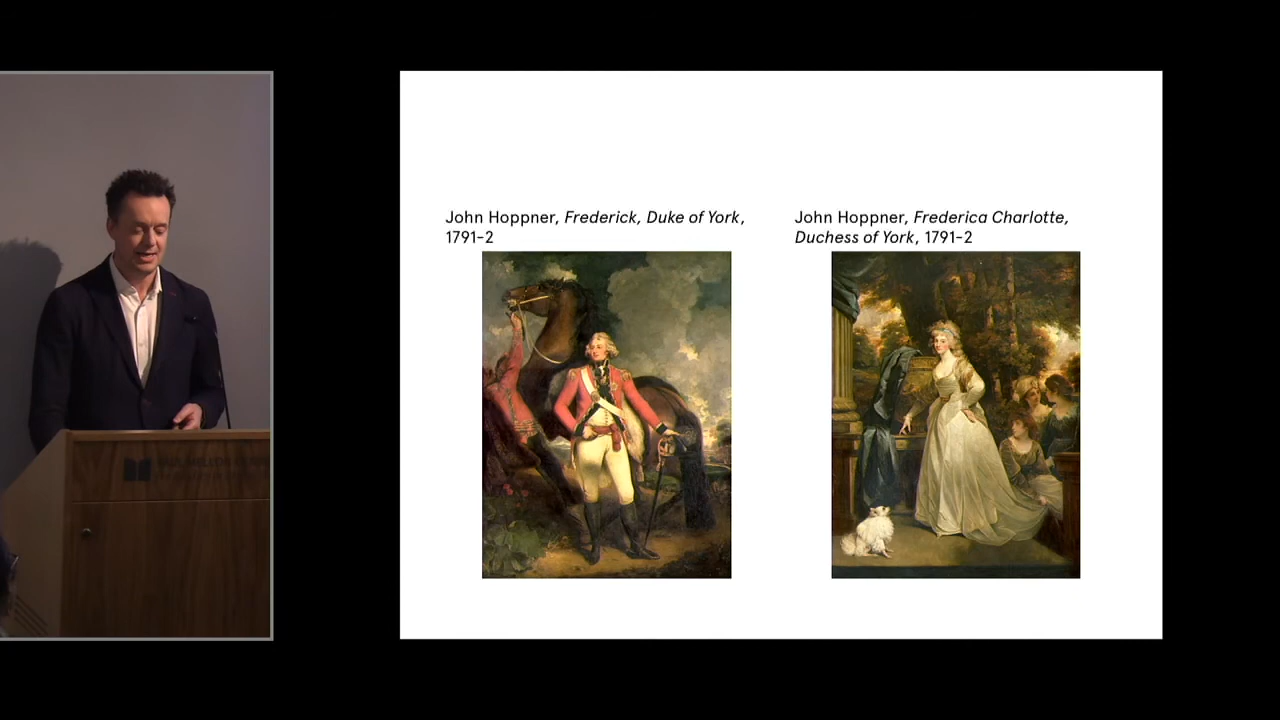 John Hoppner, Frederick, Duke of York,
1791-2
John Hoppner, Frederica Charlotte,
Duchess of York, 1791-2